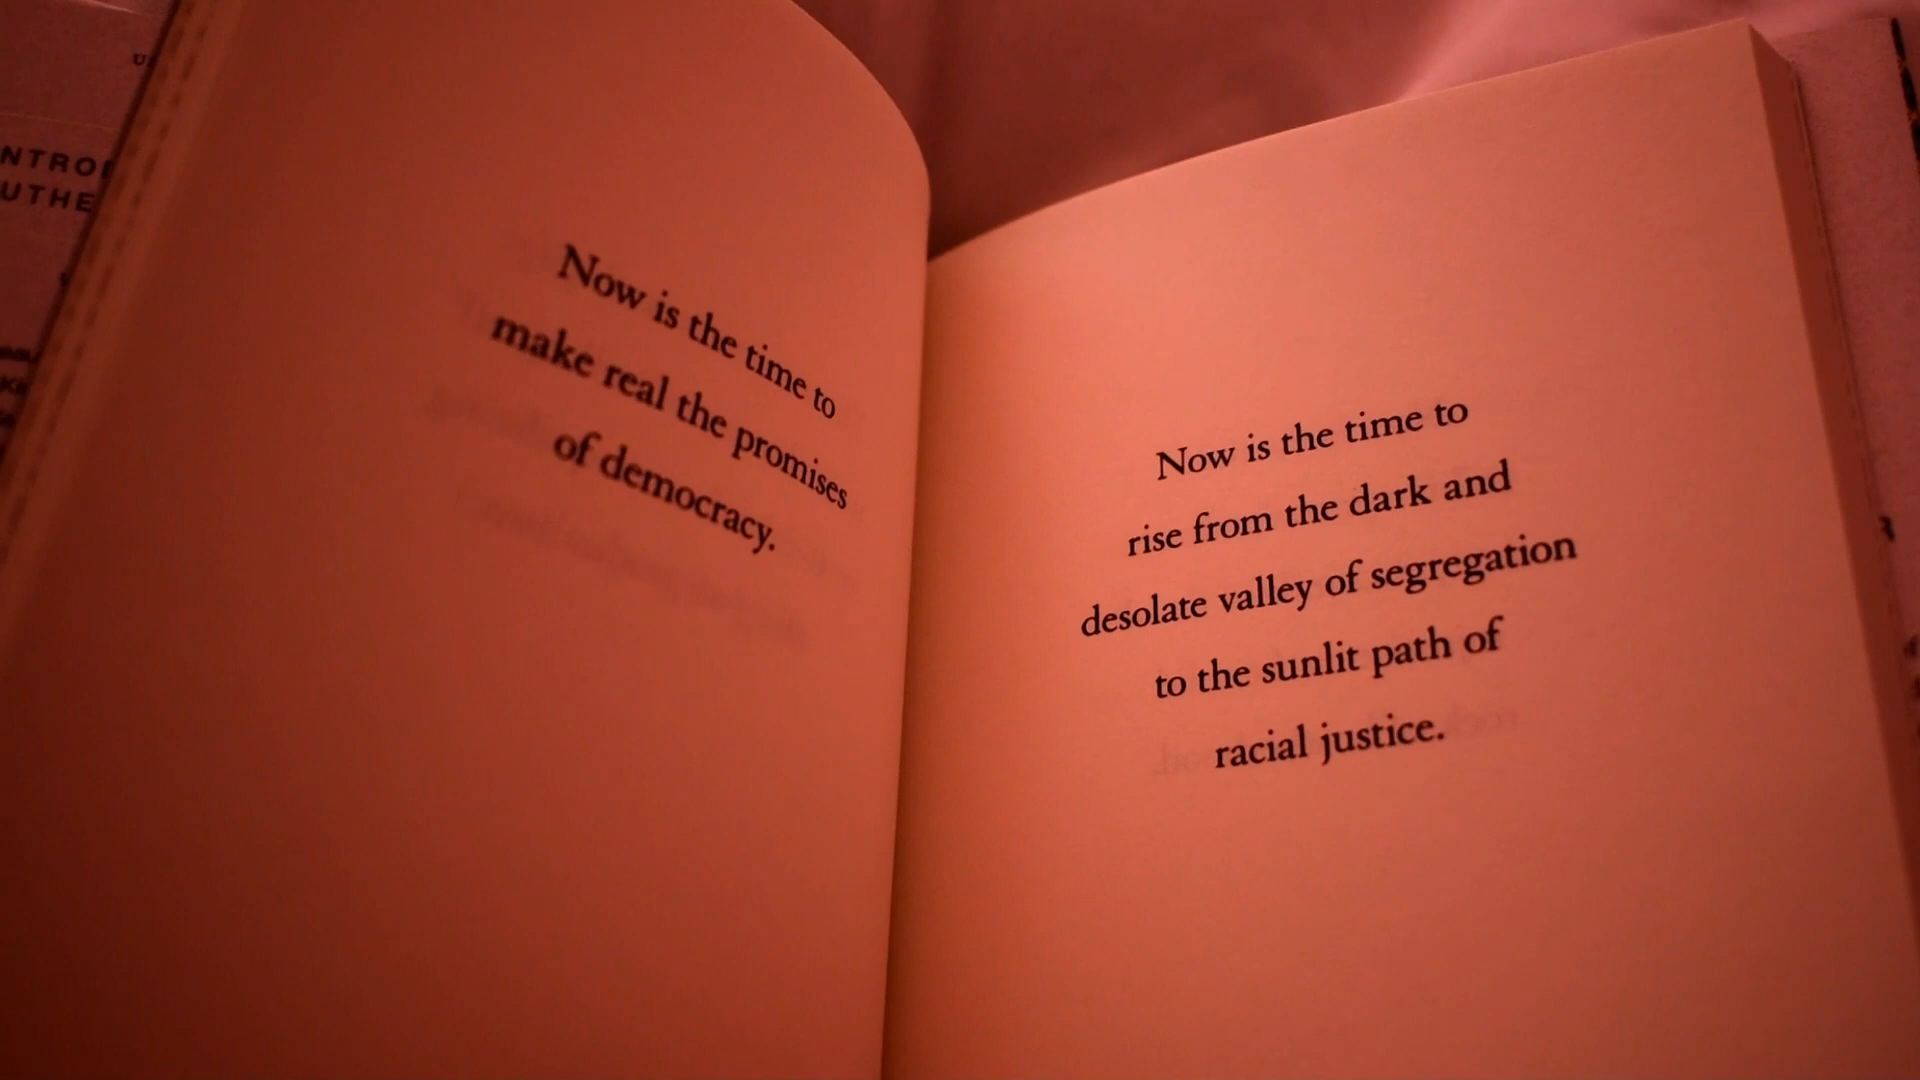 Now is the time to
make real the promises
of democracy.
Now is the time to
rise from the dark and
desolate valley of segregation
to the sunlit path of
racial justice.